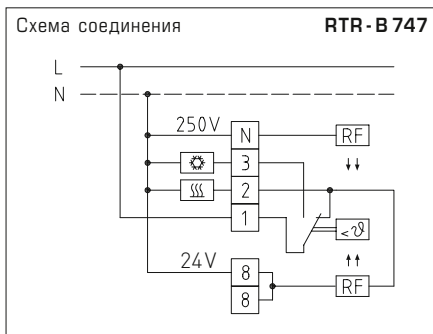 Схема соединения RTR-B 747
L
N
250V N RF
3
2
1
<ϑ
24V 8 RF
8